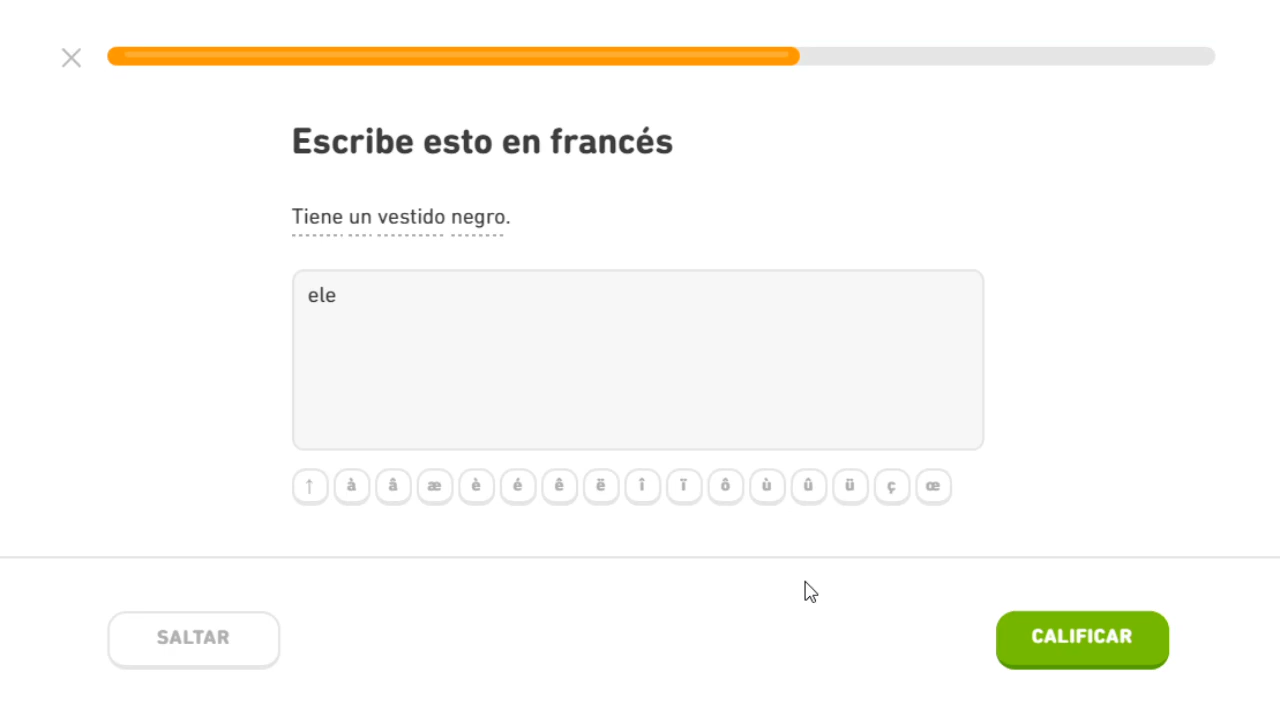 Escribe esto en francés
Tiene un vestido negro.
ele
↑ à â æ è é ê ë î ï ô ù û ü ç œ
SALTAR
CALIFICAR